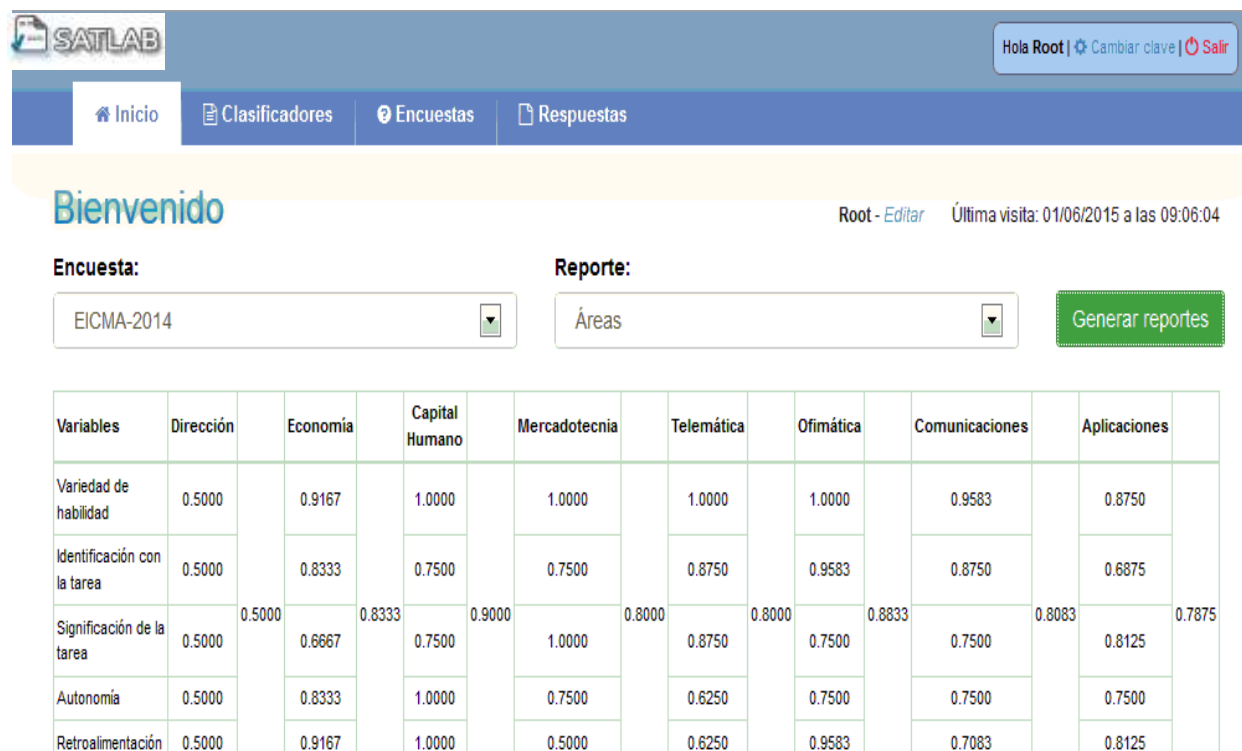 SATLAB
Hola Root | Cambiar clave | Salir
Inicio Clasificadores Encuestas Respuestas
Bienvenido
Root - Editar Última visita: 01/06/2015 a las 09:06:04
Encuesta: Reporte:
EICMA-2014 Áreas Generar reportes
Variables Dirección Economía Capital Humano Mercadotecnia Telemática Ofimática Comunicaciones Aplicaciones
Variedad de habilidad 0.5000 0.9167 1.0000 1.0000 1.0000 1.0000 0.9583 0.8750
Identificación con la tarea 0.5000 0.8333 0.7500 0.7500 0.8750 0.9583 0.8750 0.6875
0.5000 0.8333 0.9000 0.8000 0.8000 0.8833 0.8083 0.7875
Significación de la tarea 0.5000 0.6667 0.7500 1.0000 0.8750 0.7500 0.7500 0.8125
Autonomía 0.5000 0.8333 1.0000 0.7500 0.6250 0.7500 0.7500 0.7500
Retroalimentación 0.5000 0.9167 1.0000 0.5000 0.6250 0.9583 0.7083 0.8125